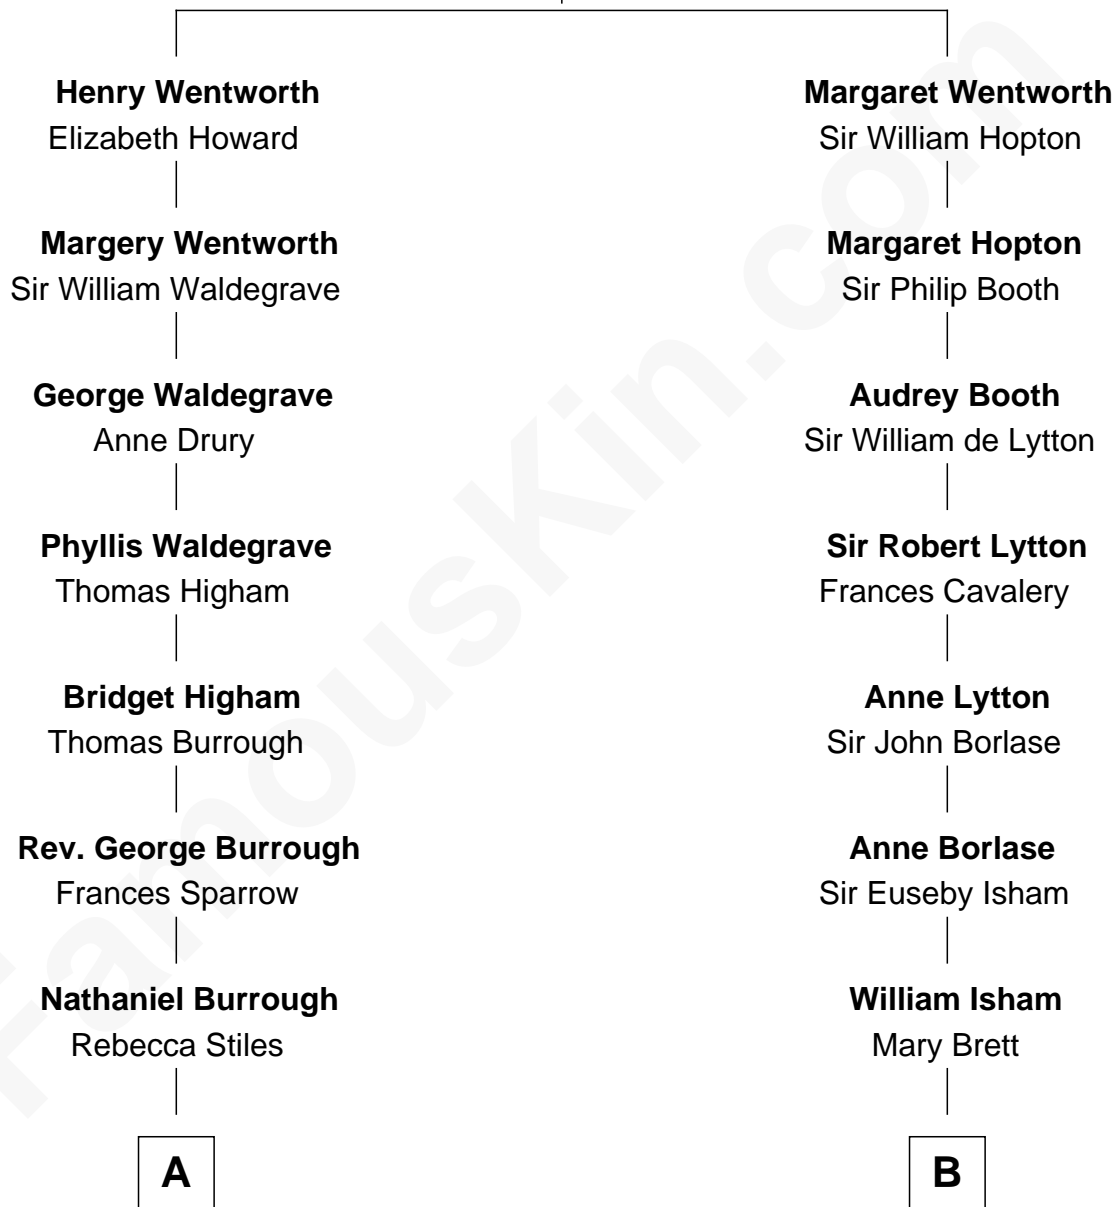 Henry Wentworth
Elizabeth Howard
Margery Wentworth
Sir William Waldegrave
George Waldegrave
Anne Drury
Phyllis Waldegrave
Thomas Higham
Bridget Higham
Thomas Burrough
Rev. George Burrough
Frances Sparrow
Nathaniel Burrough
Rebecca Stiles
A
Margaret Wentworth
Sir William Hopton
Margaret Hopton
Sir Philip Booth
Audrey Booth
Sir William de Lytton
Sir Robert Lytton
Frances Cavalery
Anne Lytton
Sir John Borlase
Anne Borlase
Sir Euseby Isham
William Isham
Mary Brett
B
FamousKin.com